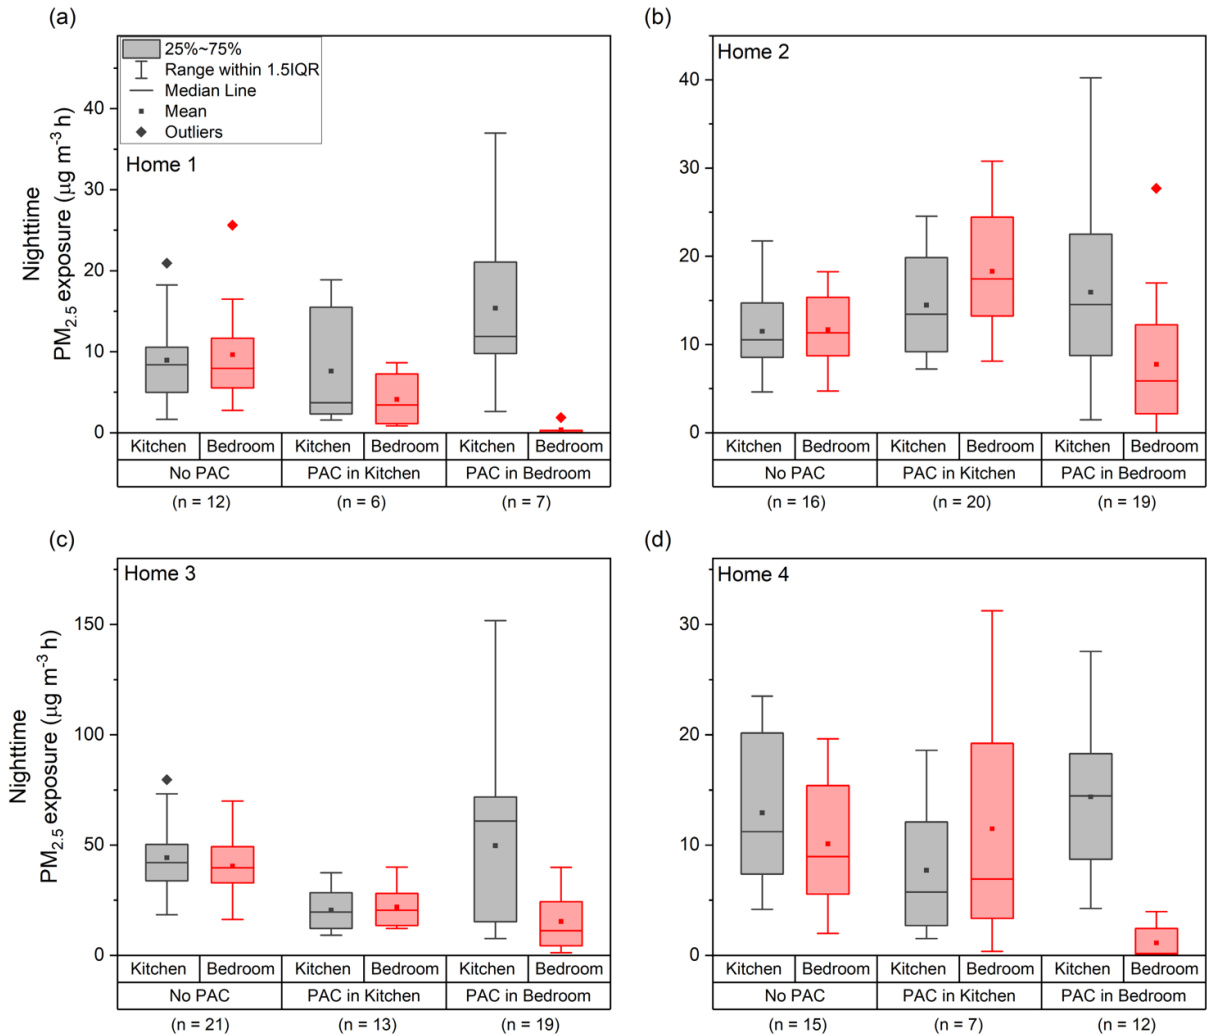 (a)
25%~75%
Range within 1.5IQR
Median Line
Mean
Outliers
Home 1
Nighttime
PM2.5 exposure (μg m-3 h)
40
30
20
10
0
Kitchen Bedroom Kitchen Bedroom Kitchen Bedroom
No PAC PAC in Kitchen PAC in Bedroom
(n = 12) (n = 6) (n = 7)
(b)
Home 2
40
30
20
10
0
Kitchen Bedroom Kitchen Bedroom Kitchen Bedroom
No PAC PAC in Kitchen PAC in Bedroom
(n = 16) (n = 20) (n = 19)
(c)
Home 3
Nighttime
PM2.5 exposure (μg m-3 h)
150
100
50
0
Kitchen Bedroom Kitchen Bedroom Kitchen Bedroom
No PAC PAC in Kitchen PAC in Bedroom
(n = 21) (n = 13) (n = 19)
(d)
Home 4
30
20
10
0
Kitchen Bedroom Kitchen Bedroom Kitchen Bedroom
No PAC PAC in Kitchen PAC in Bedroom
(n = 15) (n = 7) (n = 12)